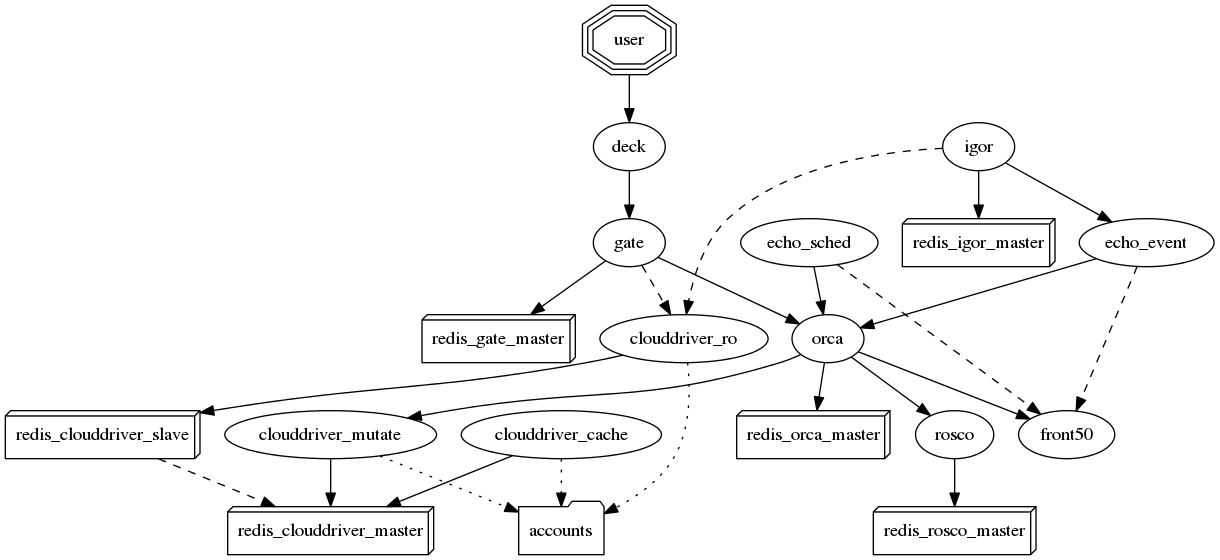 user
deck
igor
gate
echo_sched
redis_igor_master
echo_event
redis_gate_master
clouddriver_ro
orca
redis_clouddriver_slave
clouddriver_mutate
clouddriver_cache
redis_orca_master
rosco
front50
redis_clouddriver_master
accounts
redis_rosco_master